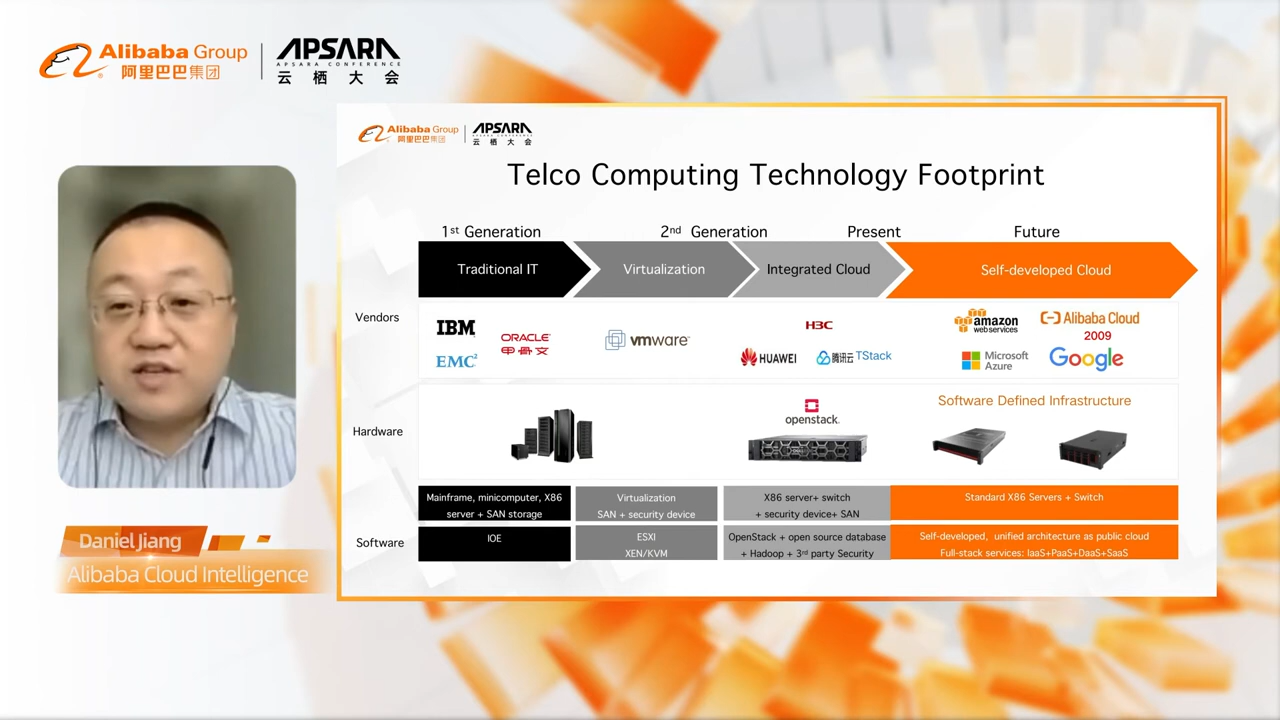 Alibaba Group
阿里巴巴集团
APSARA
APSARA CONFERENCE
云栖大会
Alibaba Group
阿里巴巴集团
APSARA
APSARA CONFERENCE
云栖大会
Telco Computing Technology Footprint
1st Generation
2nd Generation
Present
Future
Traditional IT
Virtualization
Integrated Cloud
Self-developed Cloud
Vendors
IBM
ORACLE
甲骨文
EMC²
vmware
H3C
HUAWEI
腾讯云 TStack
amazon
webservices
Alibaba Cloud
2009
Microsoft
Azure
Google
Hardware
openstack.
DELL
Software Defined Infrastructure
Mainframe, minicomputer, X86
server + SAN storage
Virtualization
SAN + security device
X86 server+ switch
+ security device+ SAN
Standard X86 Servers + Switch
Software
IOE
ESXI
XEN/KVM
OpenStack + open source database
+ Hadoop + 3rd party Security
Self-developed, unified architecture as public cloud
Full-stack services: IaaS+PaaS+DaaS+SaaS
Daniel Jiang
Alibaba Cloud Intelligence